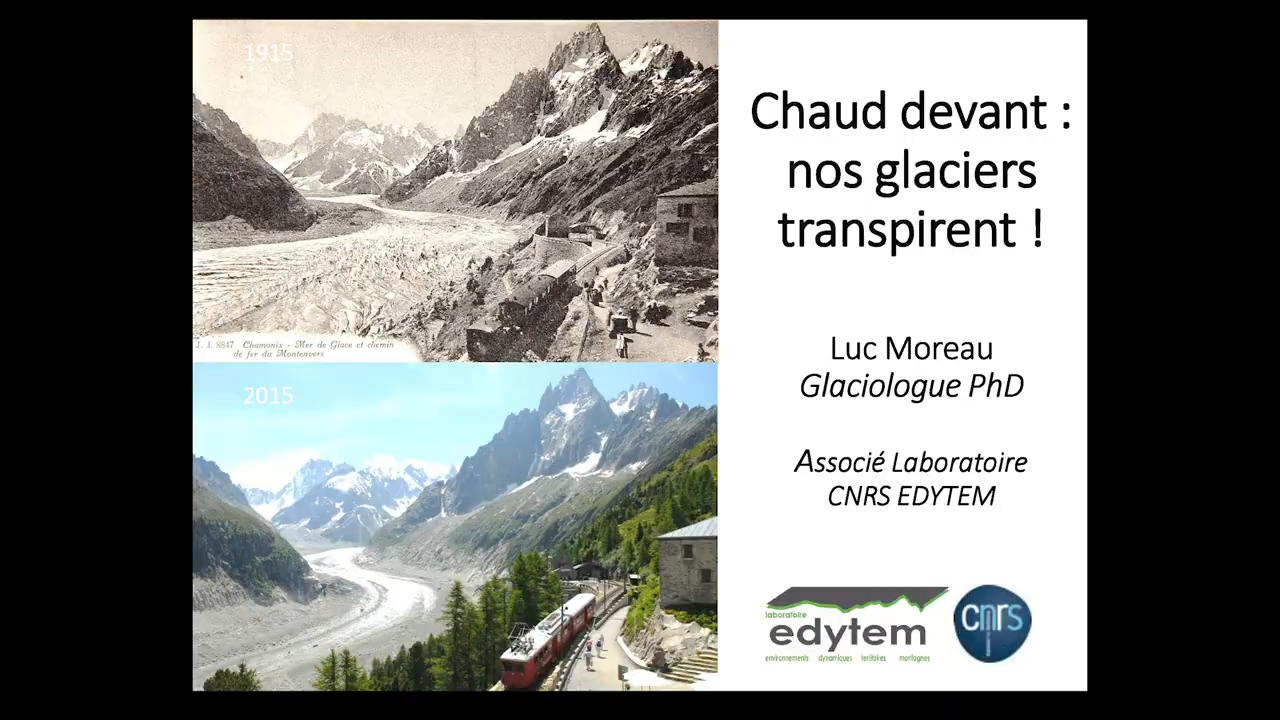 1915
J. J. 8847 Chamonix - Mer de Glace et chemin
de fer du Montenvers
2015
Chaud devant :
nos glaciers
transpirent !
Luc Moreau
Glaciologue PhD
Associé Laboratoire
CNRS EDYTEM
laboratoire
edytem
environnements dynamiques territoires montagnes
cnrs